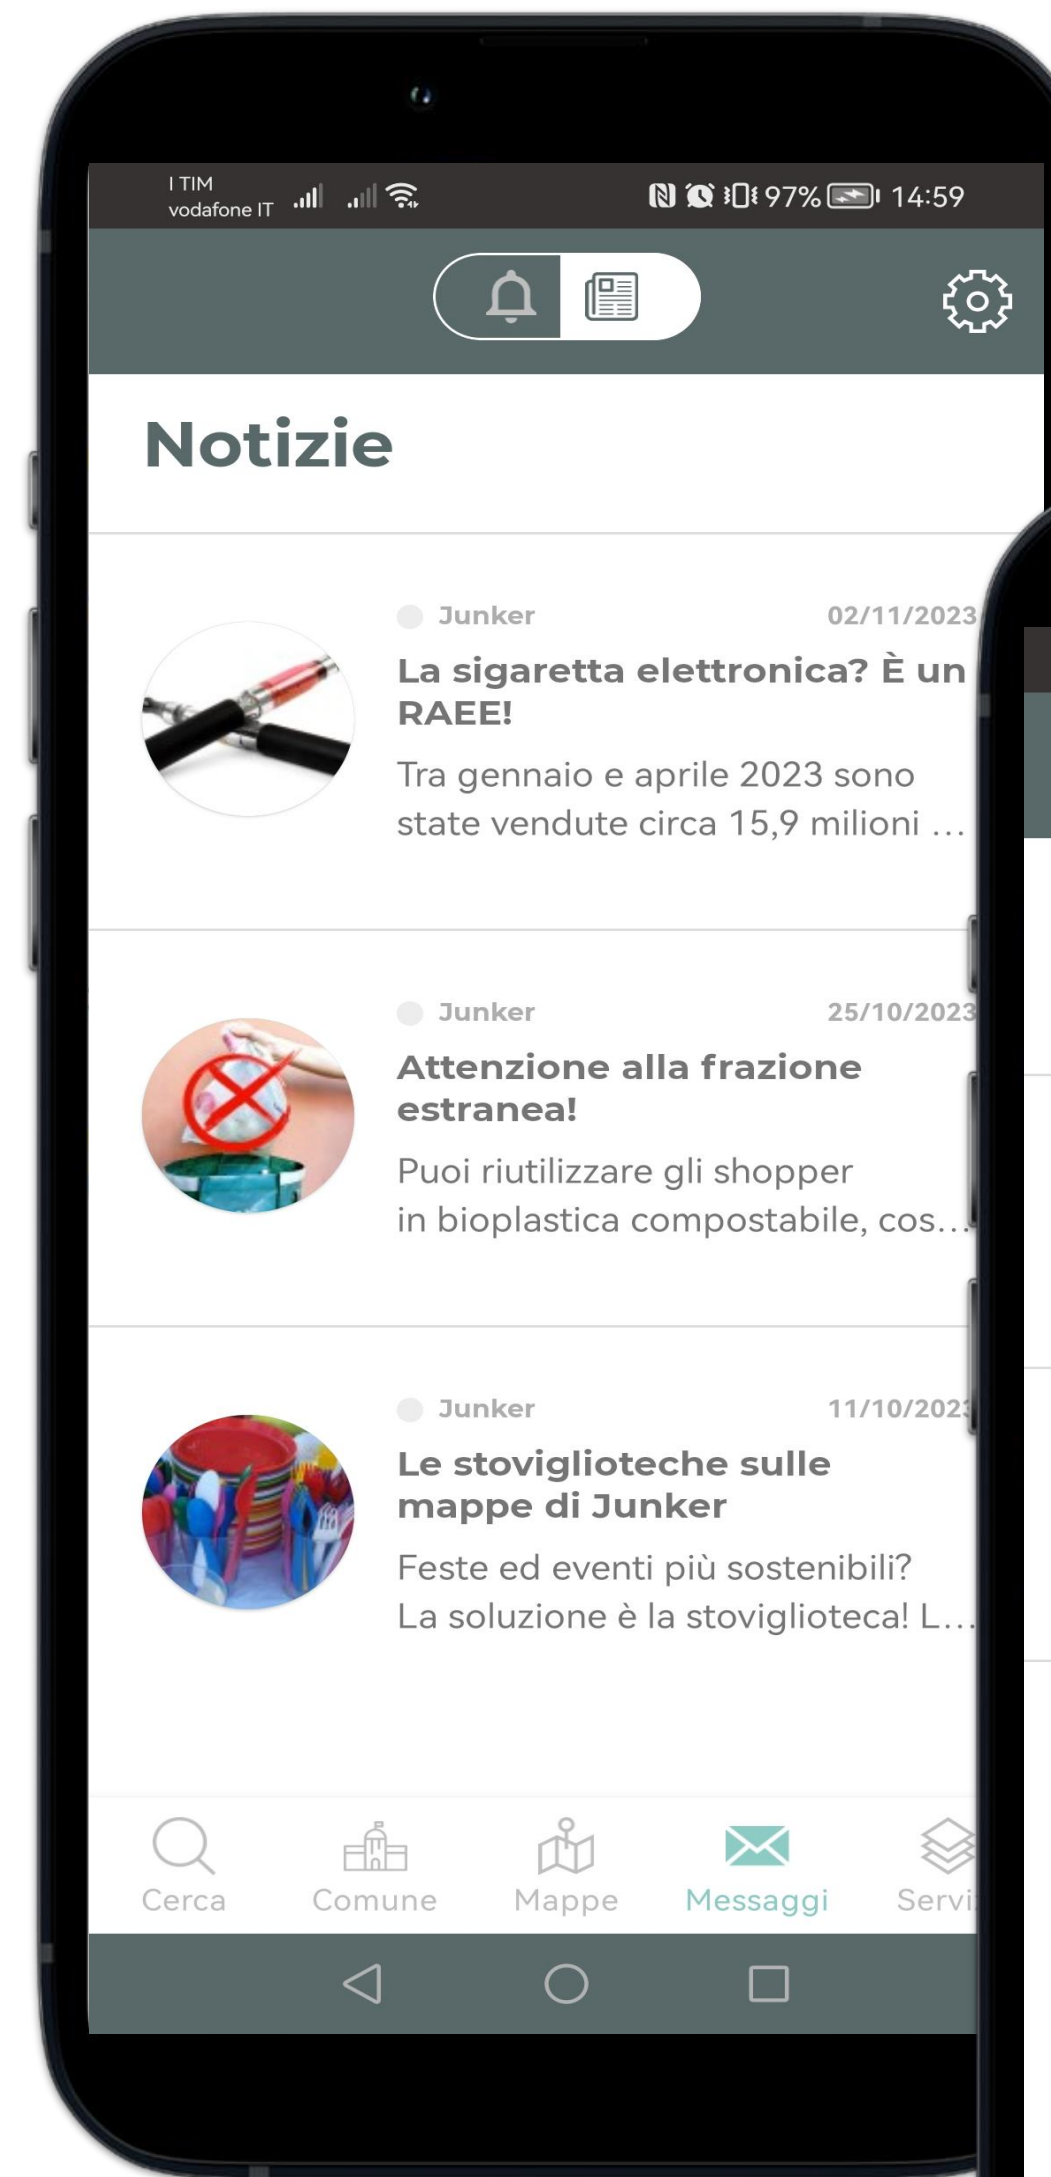 I TIM
vodafone IT
97% 14:59
Notizie
Junker 02/11/2023
La sigaretta elettronica? È un
RAEE!
Tra gennaio e aprile 2023 sono
state vendute circa 15,9 milioni ...
Junker 25/10/2023
Attenzione alla frazione
estranea!
Puoi riutilizzare gli shopper
in bioplastica compostabile, cos...
Junker 11/10/2023
Le stoviglioteche sulle
mappe di Junker
Feste ed eventi più sostenibili?
La soluzione è la stoviglioteca! L...
Cerca Comune Mappe Messaggi